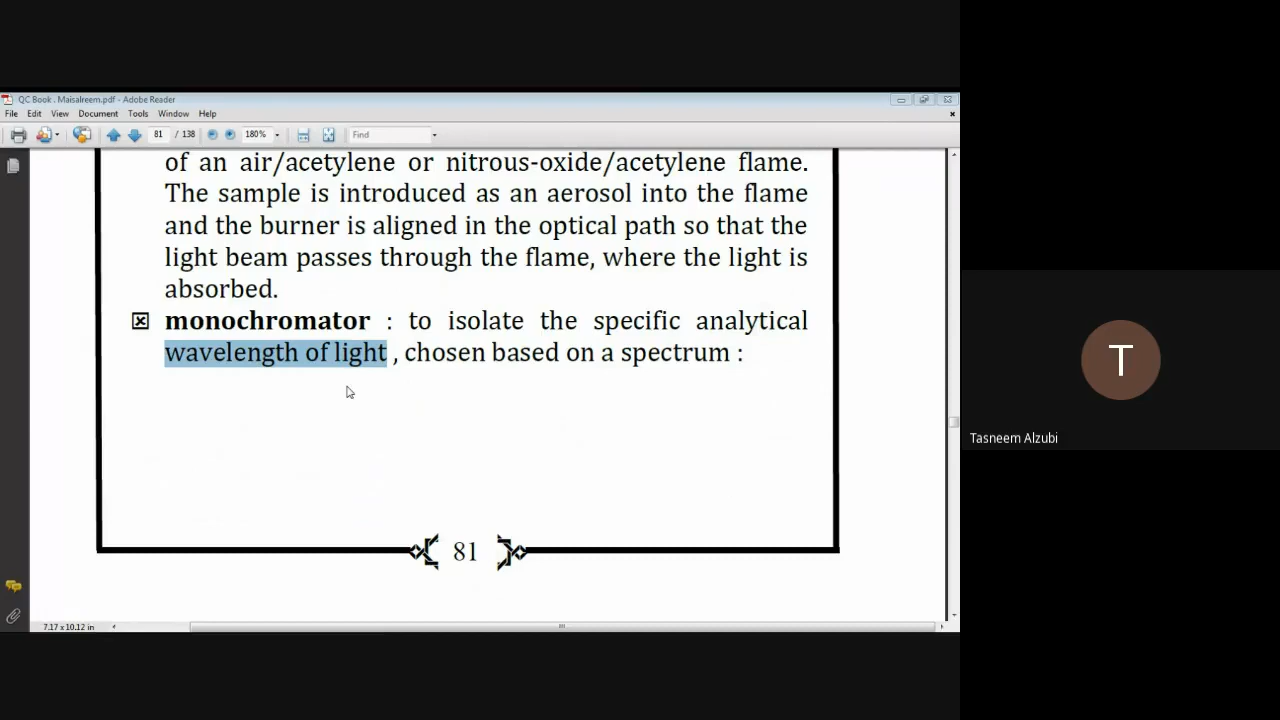 QC Book . Maisalreem.pdf - Adobe Reader
File Edit View Document Tools Window Help
81 / 138 180% Find
of an air/acetylene or nitrous-oxide/acetylene flame.
The sample is introduced as an aerosol into the flame
and the burner is aligned in the optical path so that the
light beam passes through the flame, where the light is
absorbed.
monochromator : to isolate the specific analytical
wavelength of light , chosen based on a spectrum :
81
7.17 x 10.12 in
T
Tasneem Alzubi